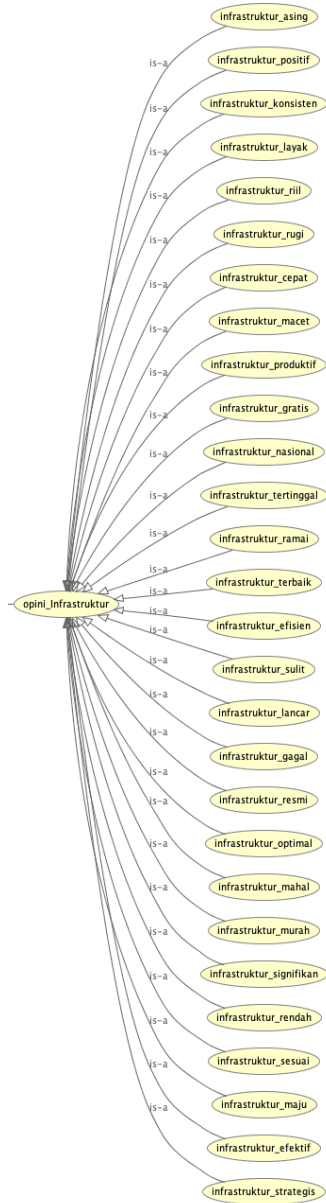 infrastruktur_asing
is-a
infrastruktur_positif
is-a
infrastruktur_konsisten
is-a
infrastruktur_layak
is-a
infrastruktur_riil
is-a
infrastruktur_rugi
is-a
infrastruktur_cepat
is-a
infrastruktur_macet
is-a
infrastruktur_produktif
is-a
infrastruktur_gratis
is-a
infrastruktur_nasional
is-a
infrastruktur_tertinggal
is-a
infrastruktur_ramai
is-a
infrastruktur_terbaik
is-a
opini_Infrastruktur
is-a
infrastruktur_efisien
is-a
infrastruktur_sulit
is-a
infrastruktur_lancar
is-a
infrastruktur_gagal
is-a
infrastruktur_resmi
is-a
infrastruktur_optimal
is-a
infrastruktur_mahal
is-a
infrastruktur_murah
is-a
infrastruktur_signifikan
is-a
infrastruktur_rendah
is-a
infrastruktur_sesuai
is-a
infrastruktur_maju
is-a
infrastruktur_efektif
is-a
infrastruktur_strategis